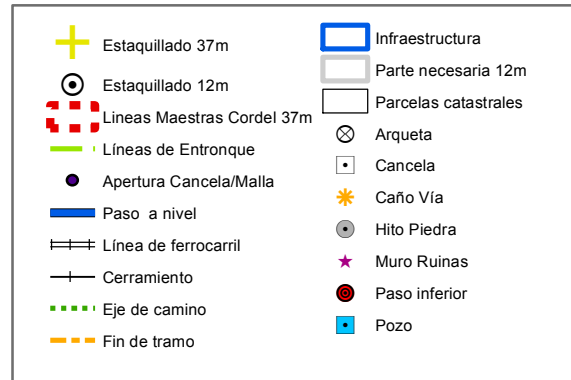 Estaquillado 37m
Estaquillado 12m
Lineas Maestras Cordel 37m
Líneas de Entronque
Apertura Cancela/Malla
Paso a nivel
Línea de ferrocarril
Cerramiento
Eje de camino
Fin de tramo
Infraestructura
Parte necesaria 12m
Parcelas catastrales
Arqueta
Cancela
Caño Vía
Hito Piedra
Muro Ruinas
Paso inferior
Pozo